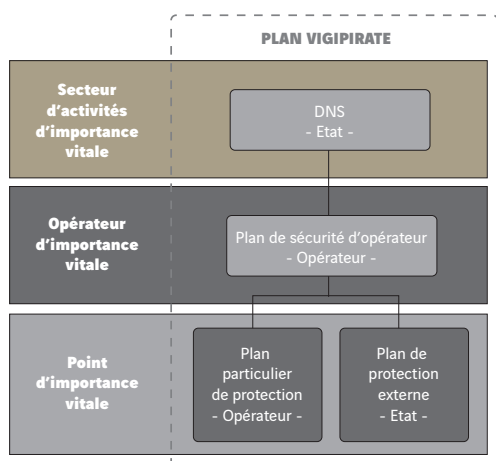 PLAN VIGIPIRATE
Secteur
d'activités
d'importance
vitale
DNS
- Etat -
Opérateur
d'importance
vitale
Plan de sécurité d'opérateur
- Opérateur -
Point
d'importance
vitale
Plan
particulier
de protection
- Opérateur -
Plan de
protection
externe
- Etat -